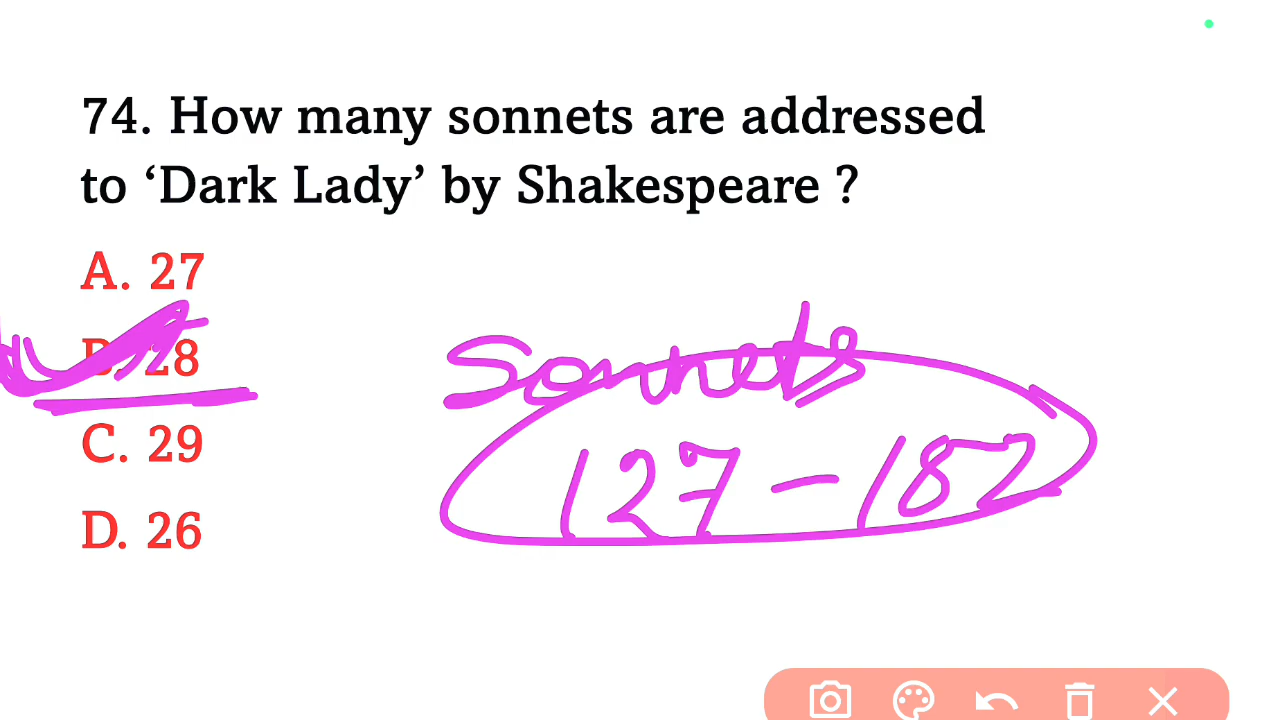 74. How many sonnets are addressed
to ‘Dark Lady’ by Shakespeare ?
A. 27
B. 28
C. 29
D. 26
Sonnets
127 - 182